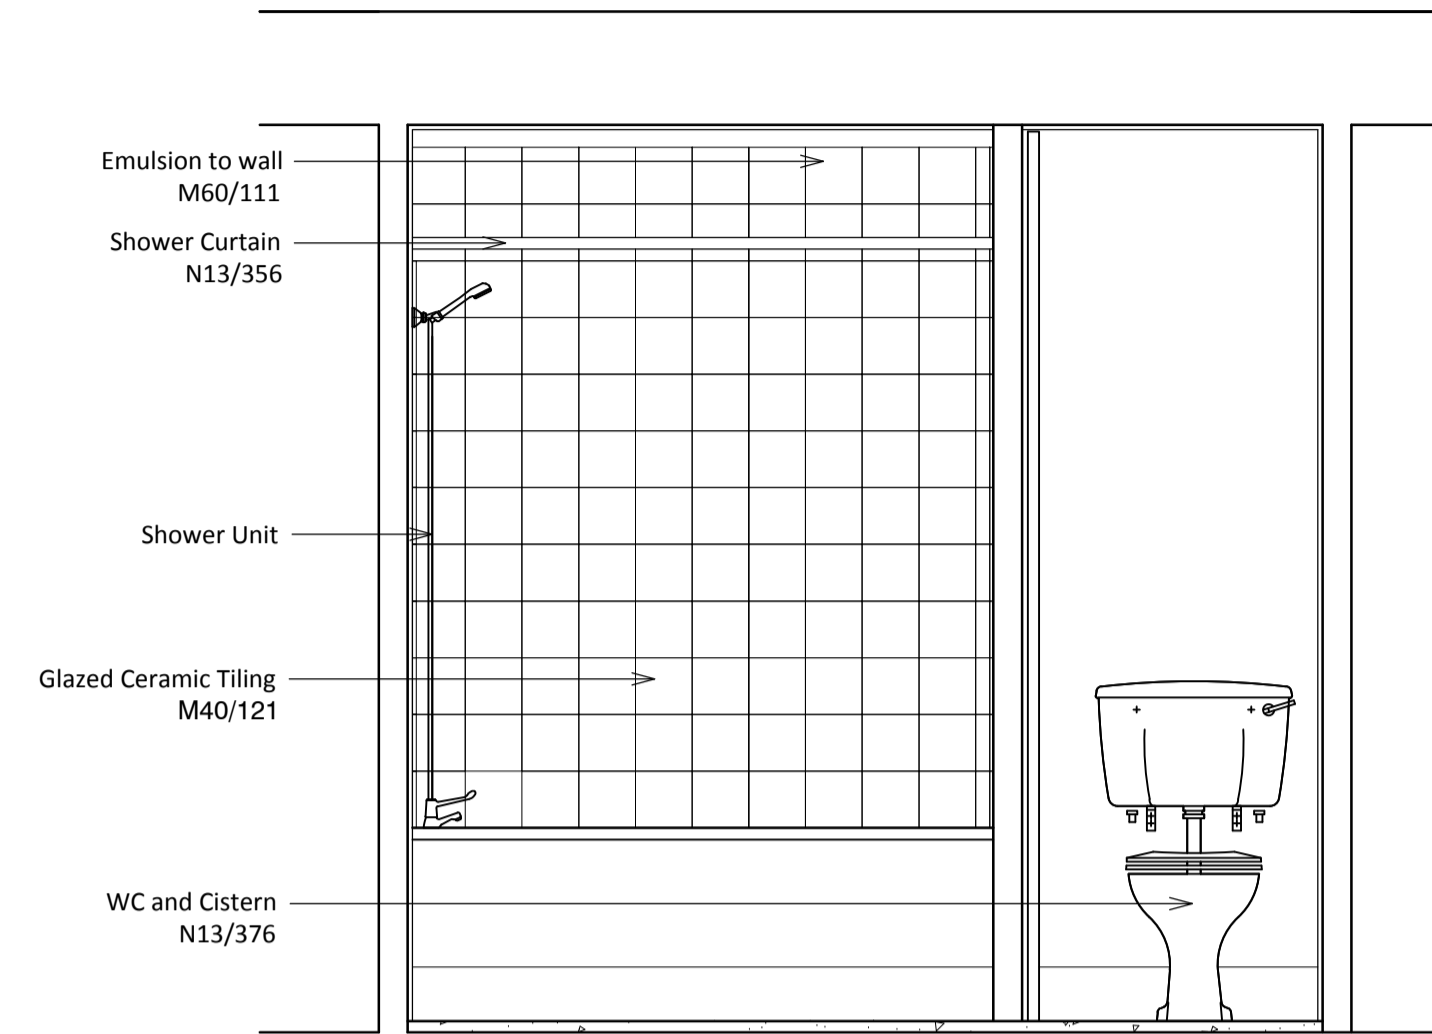 Emulsion to wall
M60/111
Shower Curtain
N13/356
Shower Unit
Glazed Ceramic Tiling
M40/121
WC and Cistern
N13/376